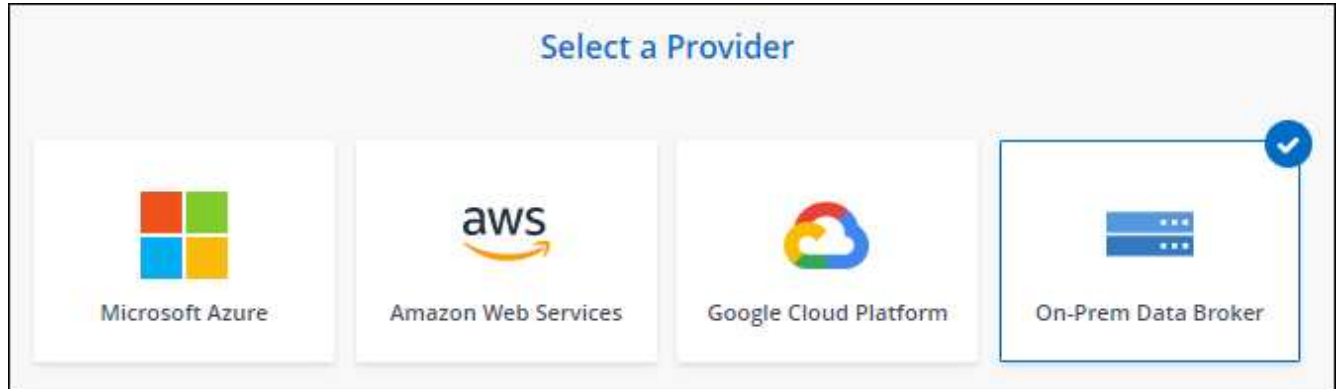 Select a Provider
aws
Microsoft Azure
Amazon Web Services
Google Cloud Platform
On-Prem Data Broker